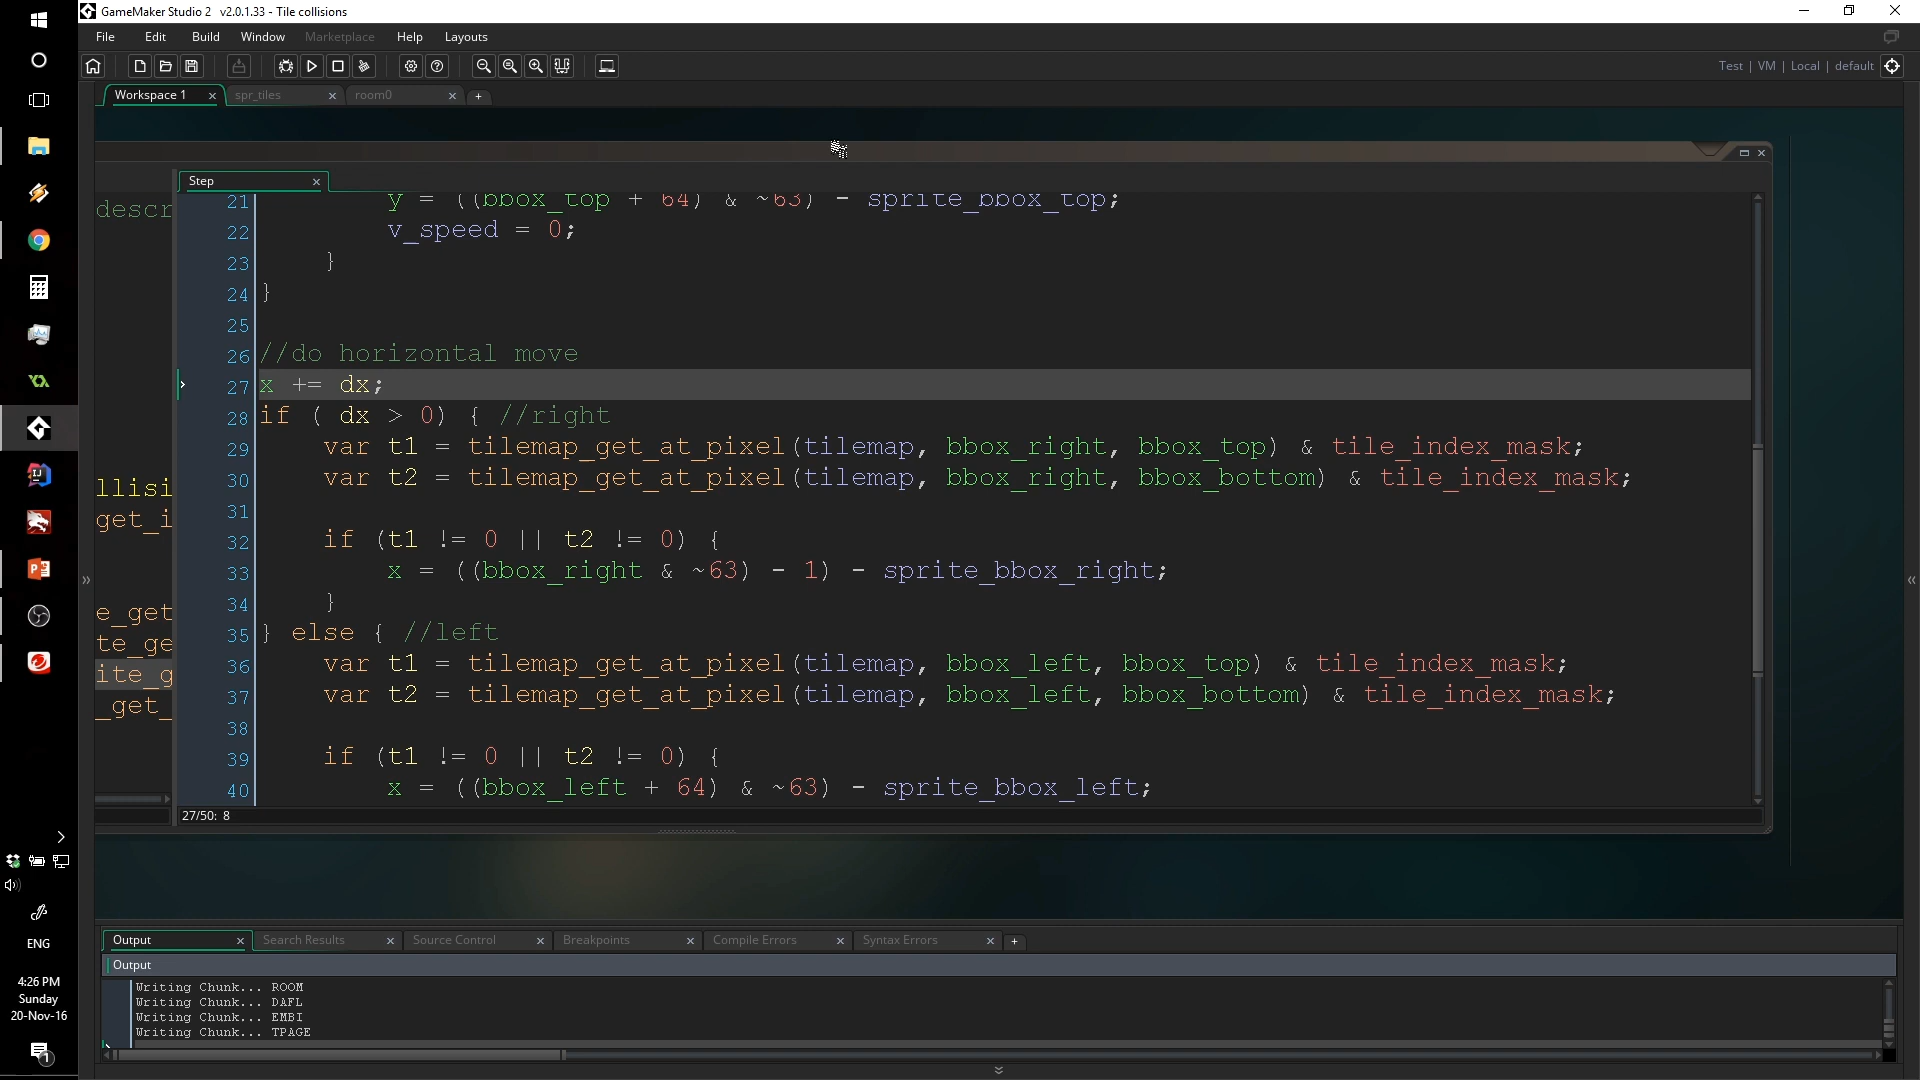 GameMaker Studio 2 v2.0.1.33 - Tile collisions
File Edit Build Window Marketplace Help Layouts
Test | VM | Local | default
Workspace 1 spr_tiles room0
Step
descr
llisi
get_i
e_get
te_ge
ite_g
_get_
21 y = ((bbox_top + 64) & ~63) - sprite_bbox_top;
22 v_speed = 0;
23 }
24 }
25
26 //do horizontal move
27 x += dx;
28 if ( dx > 0) { //right
29 var t1 = tilemap_get_at_pixel(tilemap, bbox_right, bbox_top) & tile_index_mask;
30 var t2 = tilemap_get_at_pixel(tilemap, bbox_right, bbox_bottom) & tile_index_mask;
31
32 if (t1 != 0 || t2 != 0) {
33 x = ((bbox_right & ~63) - 1) - sprite_bbox_right;
34 }
35 } else { //left
36 var t1 = tilemap_get_at_pixel(tilemap, bbox_left, bbox_top) & tile_index_mask;
37 var t2 = tilemap_get_at_pixel(tilemap, bbox_left, bbox_bottom) & tile_index_mask;
38
39 if (t1 != 0 || t2 != 0) {
40 x = ((bbox_left + 64) & ~63) - sprite_bbox_left;
27/50: 8
Output Search Results Source Control Breakpoints Compile Errors Syntax Errors
Output
Writing Chunk... ROOM
Writing Chunk... DAFL
Writing Chunk... EMBI
Writing Chunk... TPAGE
ENG
4:26 PM
Sunday
20-Nov-16
1